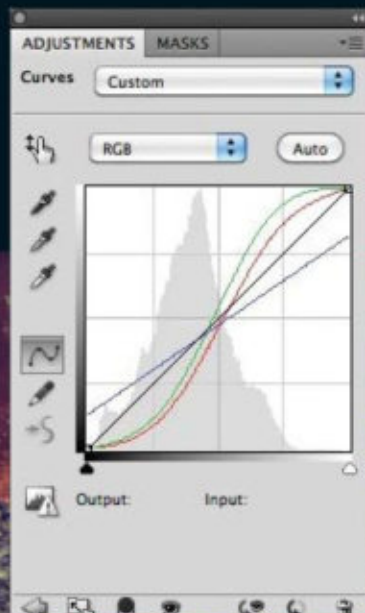 ADJUSTMENTS MASKS
Curves Custom
RGB Auto
Output: Input: